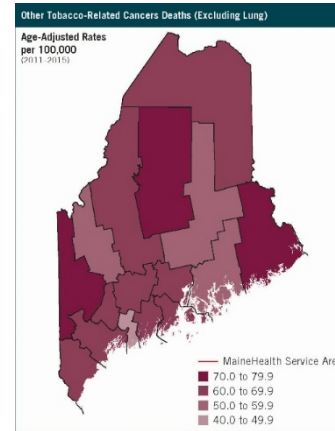 Other Tobacco-Related Cancers Deaths (Excluding Lung)
Age-Adjusted Rates
per 100,000
(2011–2015)
MaineHealth Service Are
70.0 to 79.9
60.0 to 69.9
50.0 to 59.9
40.0 to 49.9